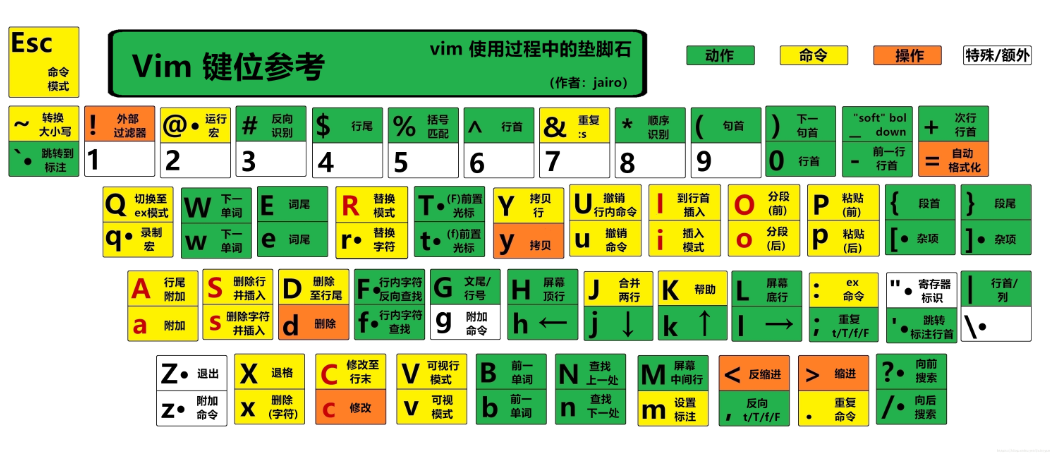 Esc
命令
模式
Vim 键位参考
vim 使用过程中的垫脚石
(作者：jairo)
动作
命令
操作
特殊/额外
~ 转换
大小写
`• 跳转到
标注
! 外部
过滤器
1
@• 运行
宏
2
# 反向
识别
3
$ 行尾
4
% 括号
匹配
5
^ 行首
6
& 重复
:s
7
* 顺序
识别
8
( 句首
9
) 下一
句首
0 行首
"soft" bol
_ down
- 前一行
行首
+ 次行
行首
= 自动
格式化
Q 切换至
ex模式
q• 录制
宏
W 下一
单词
w 下一
单词
E 词尾
e 词尾
R 替换
模式
r• 替换
字符
T• (F)前置
光标
t• (f)前置
光标
Y 拷贝
行
y 拷贝
U 撤销
行内命令
u 撤销
命令
I 到行首
插入
i 插入
模式
O 分段
(前)
o 分段
(后)
P 粘贴
(前)
p 粘贴
(后)
{ 段首
[• 杂项
} 段尾
]• 杂项
A 行尾
附加
a 附加
S 删除行
并插入
s 删除字符
并插入
D 删除
至行尾
d 删除
F• 行内字符
反向查找
f• 行内字符
查找
G 文尾/
行号
g 附加
命令
H 屏幕
顶行
h ←
J 合并
两行
j ↓
K 帮助
k ↑
L 屏幕
底行
l →
: ex
命令
; 重复
t/T/f/F
"• 寄存器
标识
'• 跳转
标注行首
| 行首/
列
\•
Z• 退出
z• 附加
命令
X 退格
x 删除
(字符)
C 修改至
行末
c 修改
V 可视行
模式
v 可视
模式
B 前一
单词
b 前一
单词
N 查找
上一处
n 查找
下一处
M 屏幕
中间行
m 设置
标注
< 反缩进
, 反向
t/T/f/F
> 缩进
. 重复
命令
?• 向前
搜索
/• 向后
搜索